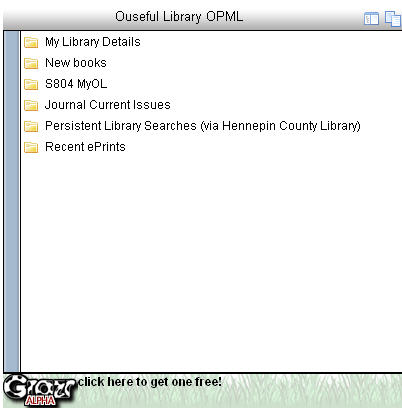 Ouseful Library OPML
My Library Details
New books
S804 MyOL
Journal Current Issues
Persistent Library Searches (via Hennepin County Library)
Recent ePrints
Grazr click here to get one free!
ALPHA